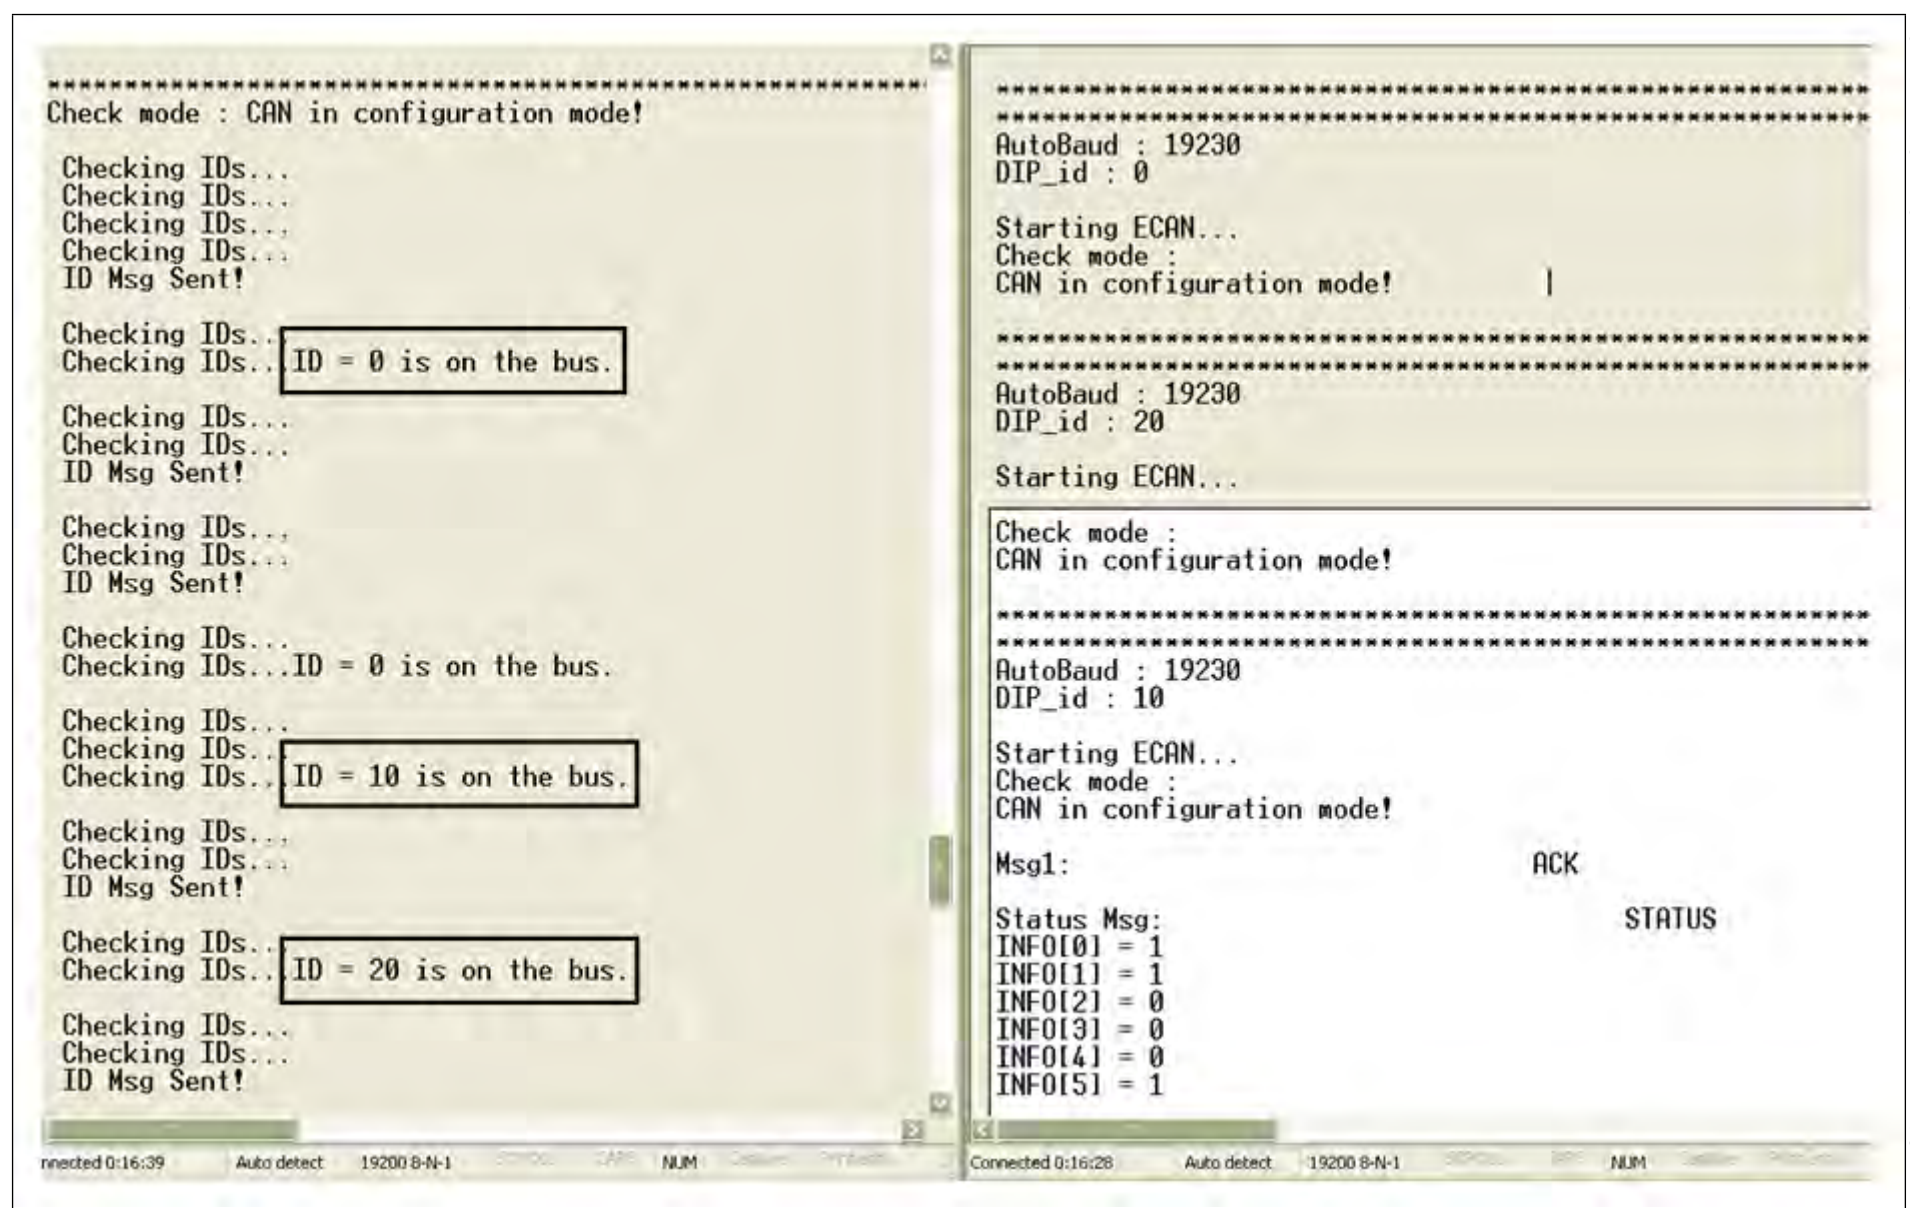 ************************************************************
Check mode : CAN in configuration mode!
Checking IDs...
Checking IDs...
Checking IDs...
Checking IDs...
ID Msg Sent!
Checking IDs...
Checking IDs...ID = 0 is on the bus.
Checking IDs...
Checking IDs...
ID Msg Sent!
Checking IDs...
Checking IDs...
ID Msg Sent!
Checking IDs...
Checking IDs...ID = 0 is on the bus.
Checking IDs...
Checking IDs...
Checking IDs...ID = 10 is on the bus.
Checking IDs...
Checking IDs...
ID Msg Sent!
Checking IDs...
Checking IDs...ID = 20 is on the bus.
Checking IDs...
Checking IDs...
ID Msg Sent!
nnected 0:16:39 Auto detect 19200 8-N-1 NUM
************************************************************
************************************************************
AutoBaud : 19230
DIP_id : 0
Starting ECAN...
Check mode :
CAN in configuration mode!
************************************************************
************************************************************
AutoBaud : 19230
DIP_id : 20
Starting ECAN...
Check mode :
CAN in configuration mode!
************************************************************
************************************************************
AutoBaud : 19230
DIP_id : 10
Starting ECAN...
Check mode :
CAN in configuration mode!
Msg1: ACK
Status Msg: STATUS
INFO[0] = 1
INFO[1] = 1
INFO[2] = 0
INFO[3] = 0
INFO[4] = 0
INFO[5] = 1
Connected 0:16:28 Auto detect 19200 8-N-1 NUM